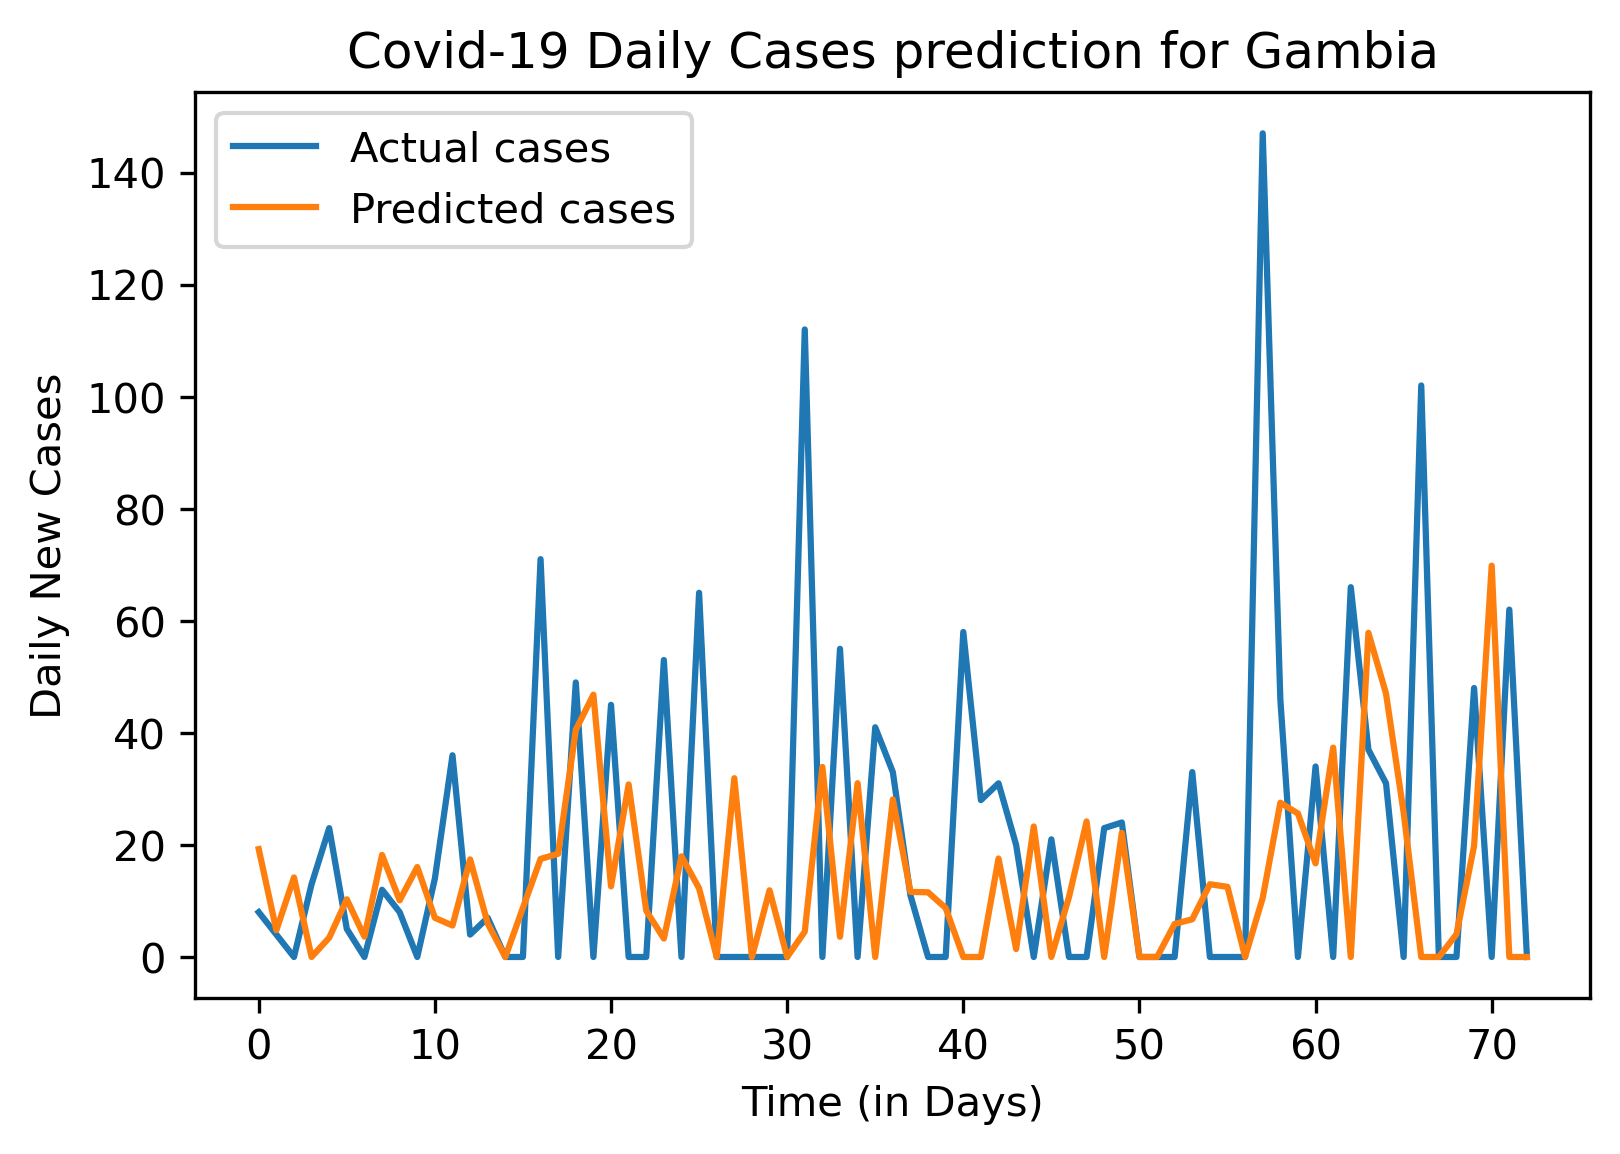 Covid-19 Daily Cases prediction for Gambia
Actual cases
Predicted cases
Daily New Cases
140
120
100
80
60
40
20
0
0 10 20 30 40 50 60 70
Time (in Days)